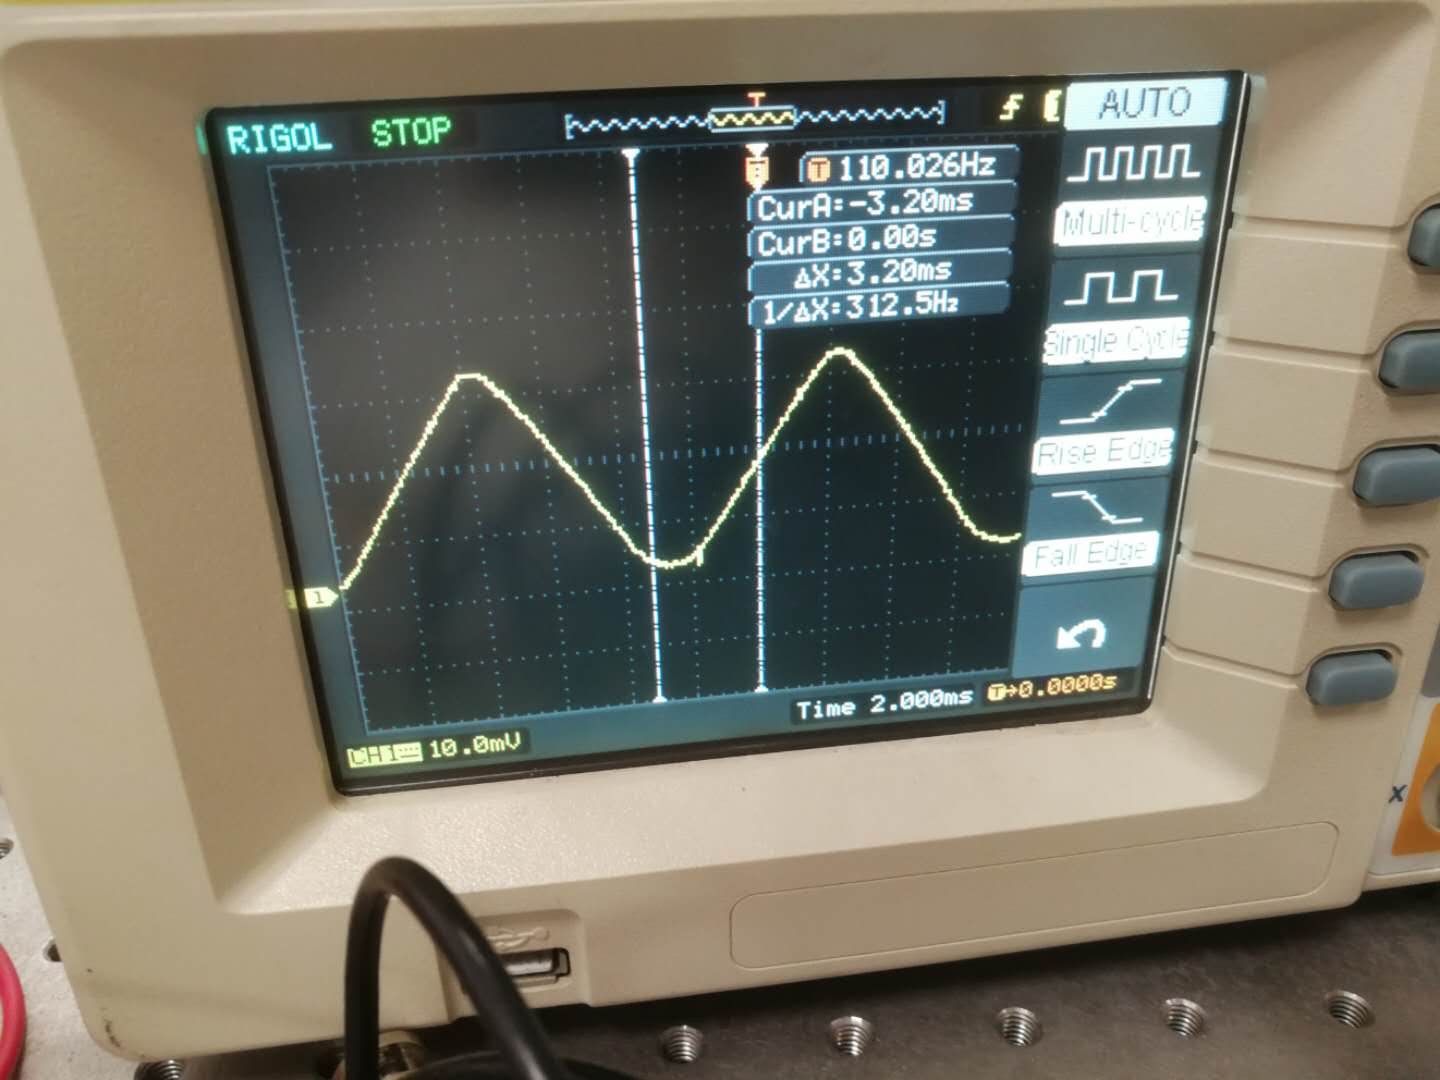 RIGOL STOP T AUTO
T 110.026Hz
CurA:-3.20ms
CurB:0.00s
ΔX:3.20ms
1/ΔX:312.5Hz
Multi-cycle
Single Cycle
Rise Edge
Fall Edge
1
Time 2.000ms T→0.0000s
CH1 10.0mV
X